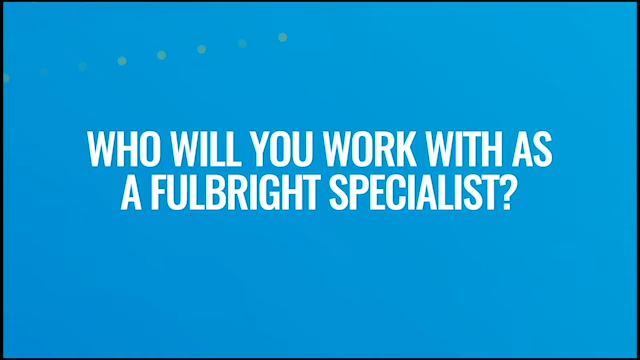 WHO WILL YOU WORK WITH AS
A FULBRIGHT SPECIALIST?